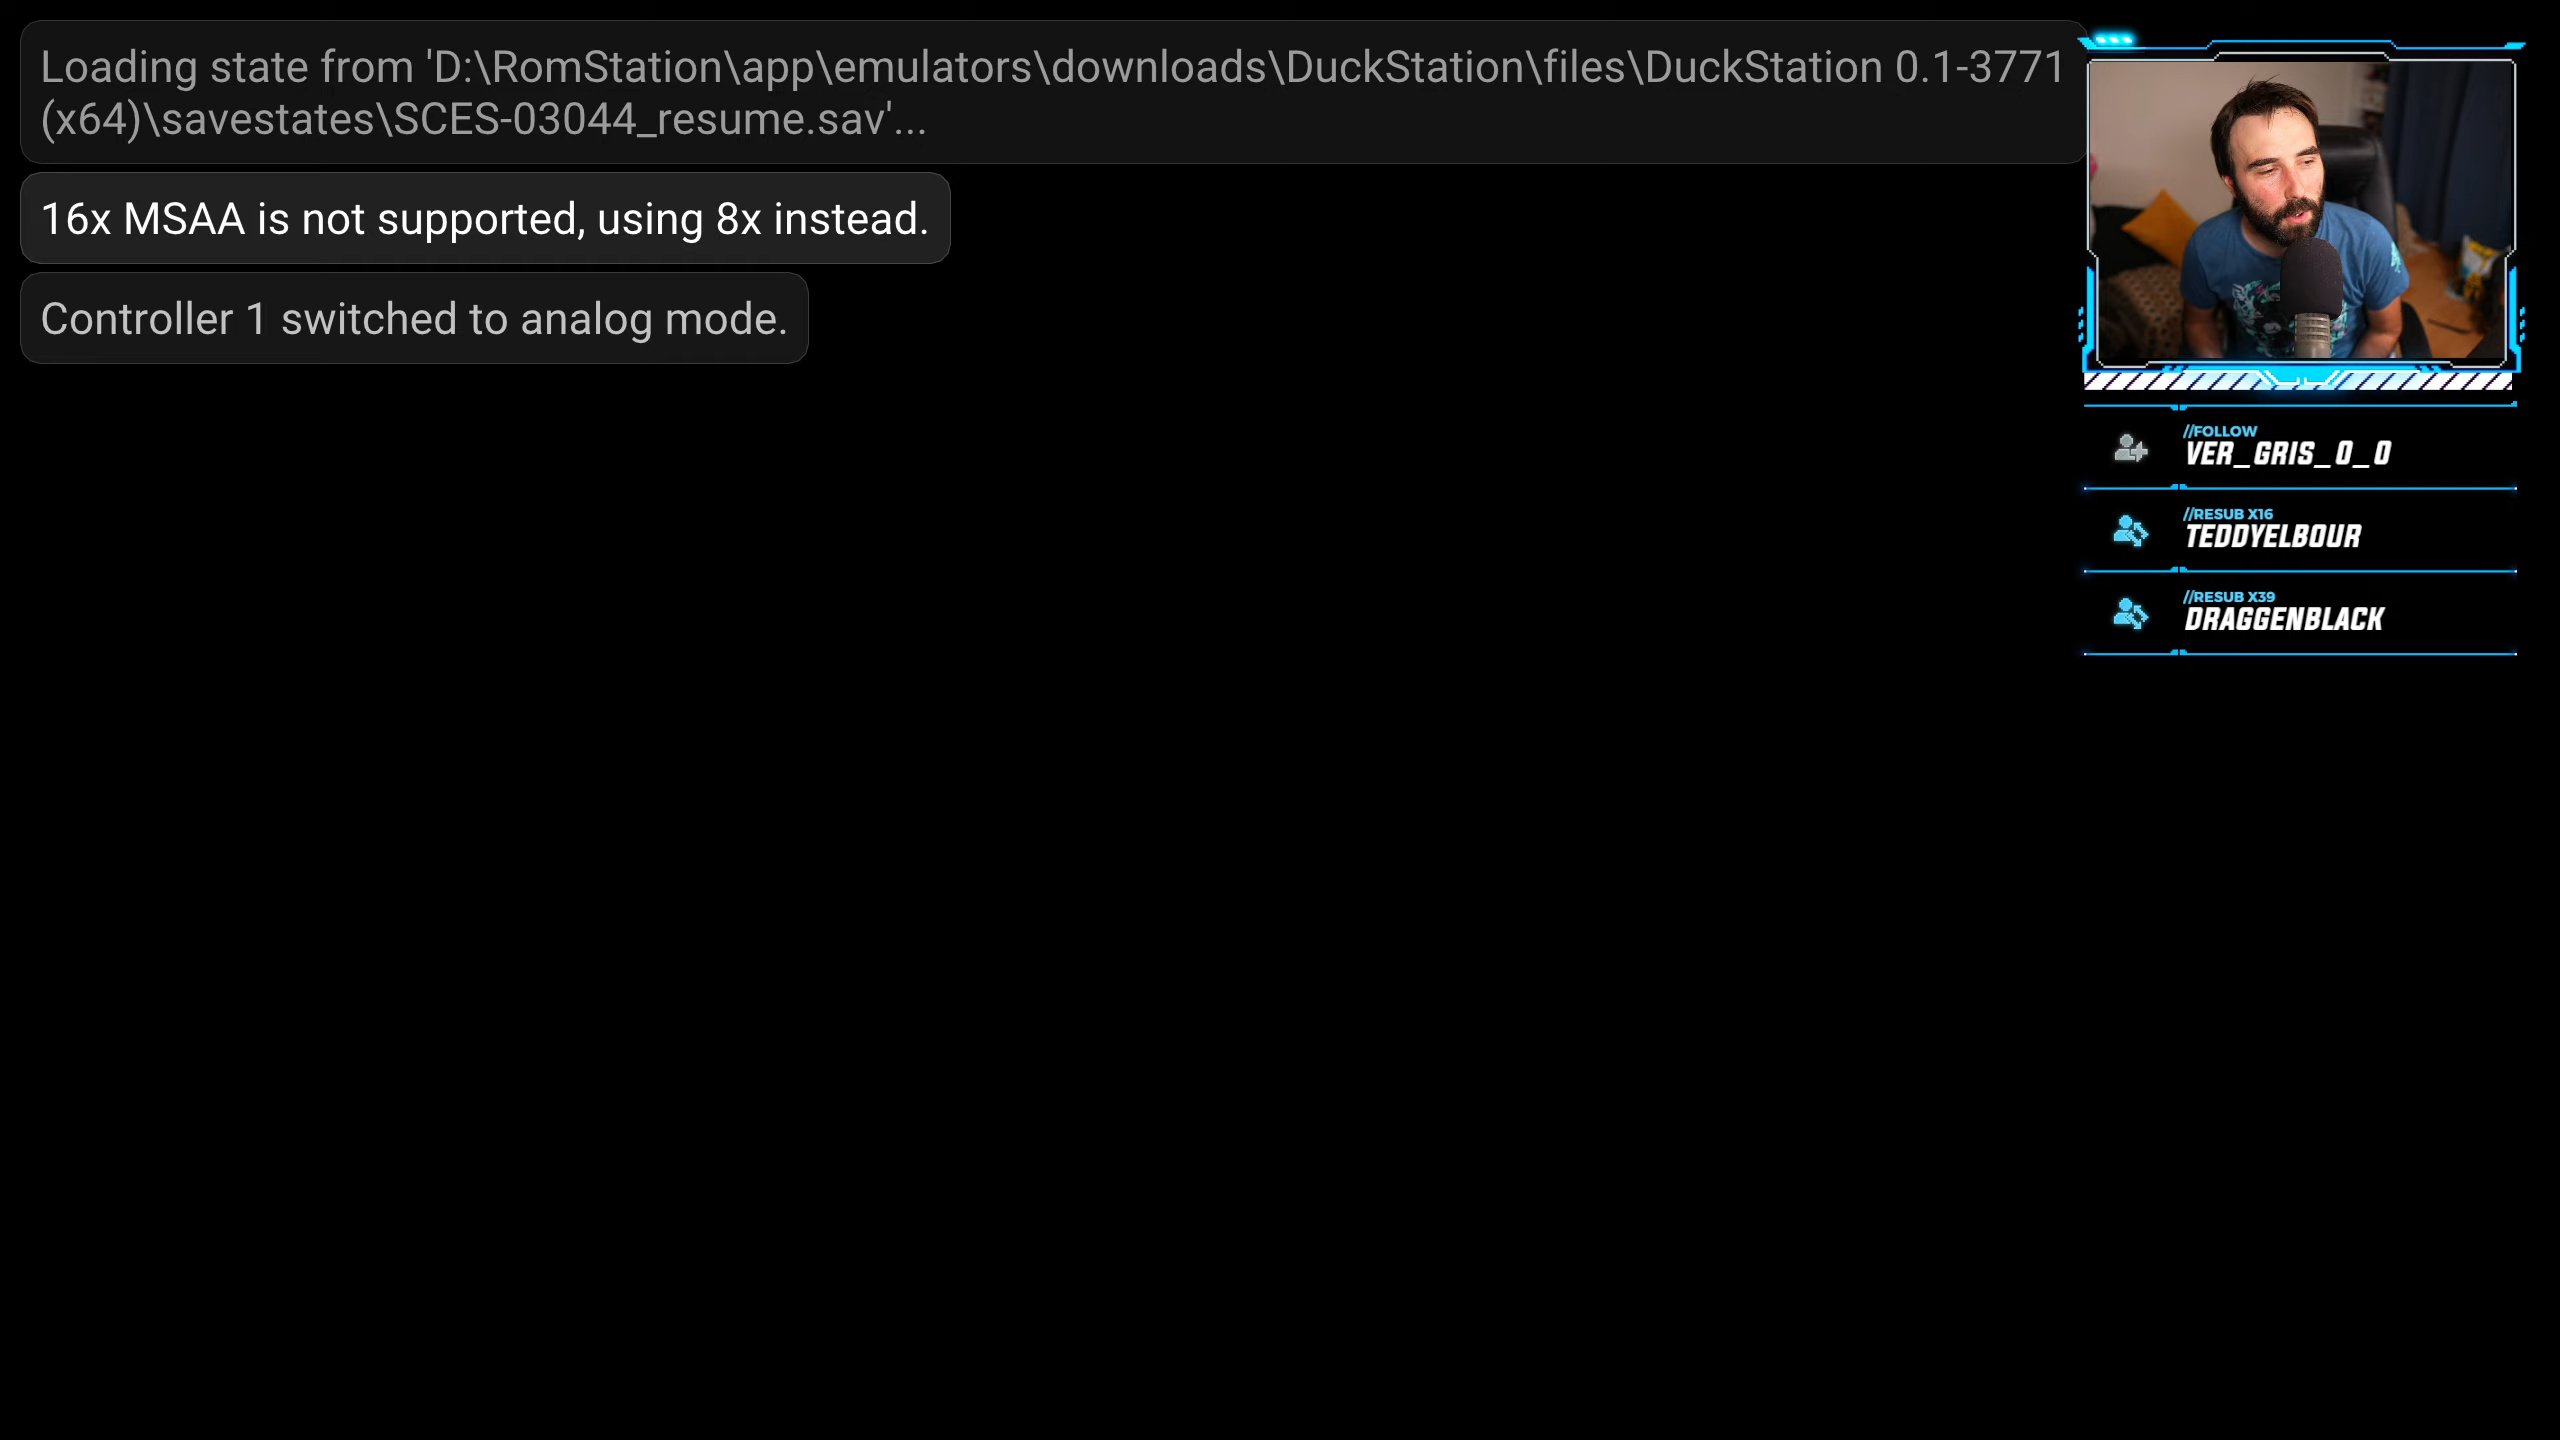 Loading state from 'D:\RomStation\app\emulators\downloads\DuckStation\files\DuckStation 0.1-3771
(x64)\savestates\SCES-03044_resume.sav'...
16x MSAA is not supported, using 8x instead.
Controller 1 switched to analog mode.
//FOLLOW
VER_GRIS_0_0
//RESUB X16
TEDDYELBOUR
//RESUB X39
DRAGGENBLACK